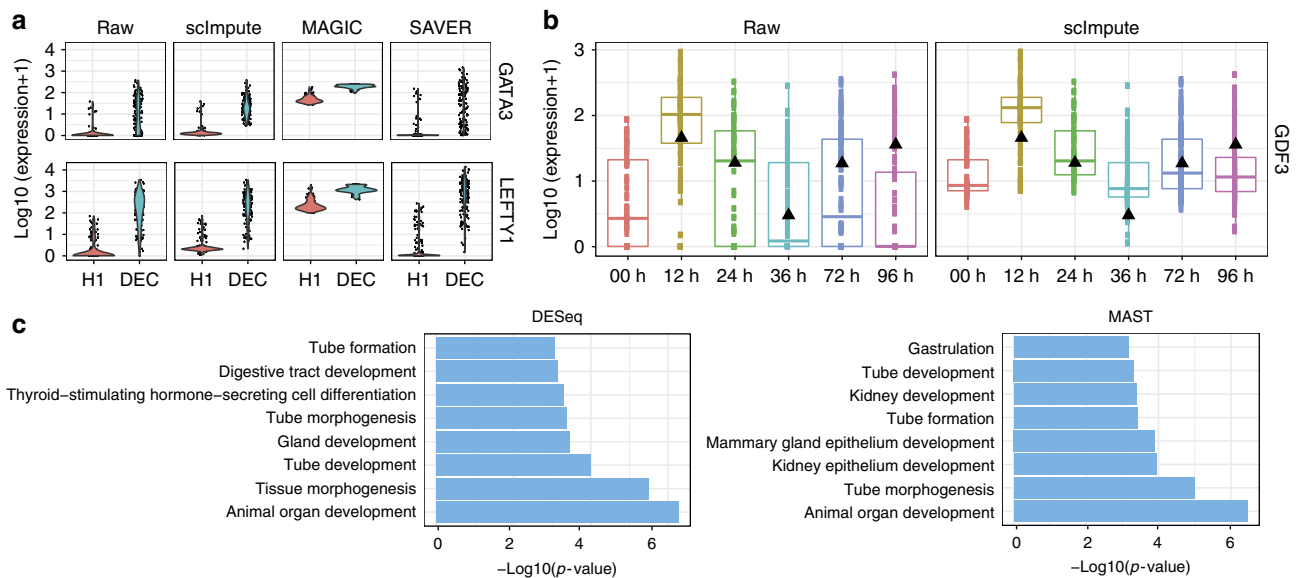 a
Raw
scImpute
MAGIC
SAVER
Log10 (expression+1)
4
3
2
1
0
GATA3
4
3
2
1
0
LEFTY1
H1 DEC
H1 DEC
H1 DEC
H1 DEC
b
Raw
scImpute
Log10 (expression+1)
3
2
1
0
GDF3
00 h 12 h 24 h 36 h 72 h 96 h
00 h 12 h 24 h 36 h 72 h 96 h
c
DESeq
Tube formation
Digestive tract development
Thyroid−stimulating hormone−secreting cell differentiation
Tube morphogenesis
Gland development
Tube development
Tissue morphogenesis
Animal organ development
0 2 4 6
−Log10(p-value)
MAST
Gastrulation
Tube development
Kidney development
Tube formation
Mammary gland epithelium development
Kidney epithelium development
Tube morphogenesis
Animal organ development
0 2 4 6
−Log10(p-value)